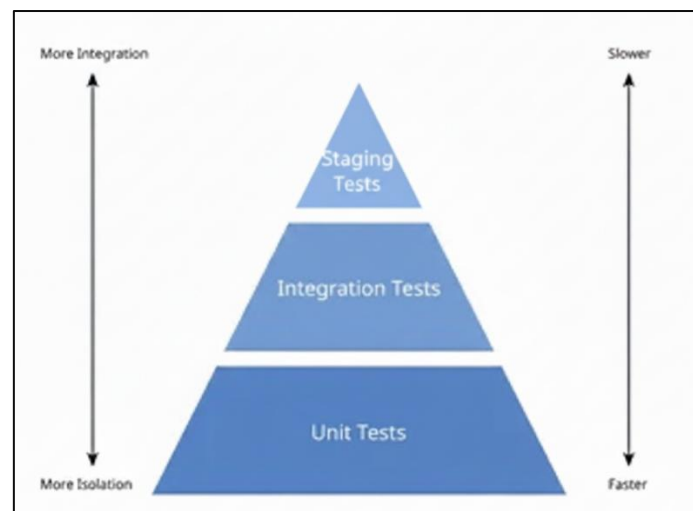 More Integration
Slower
Staging
Tests
Integration Tests
Unit Tests
More Isolation
Faster